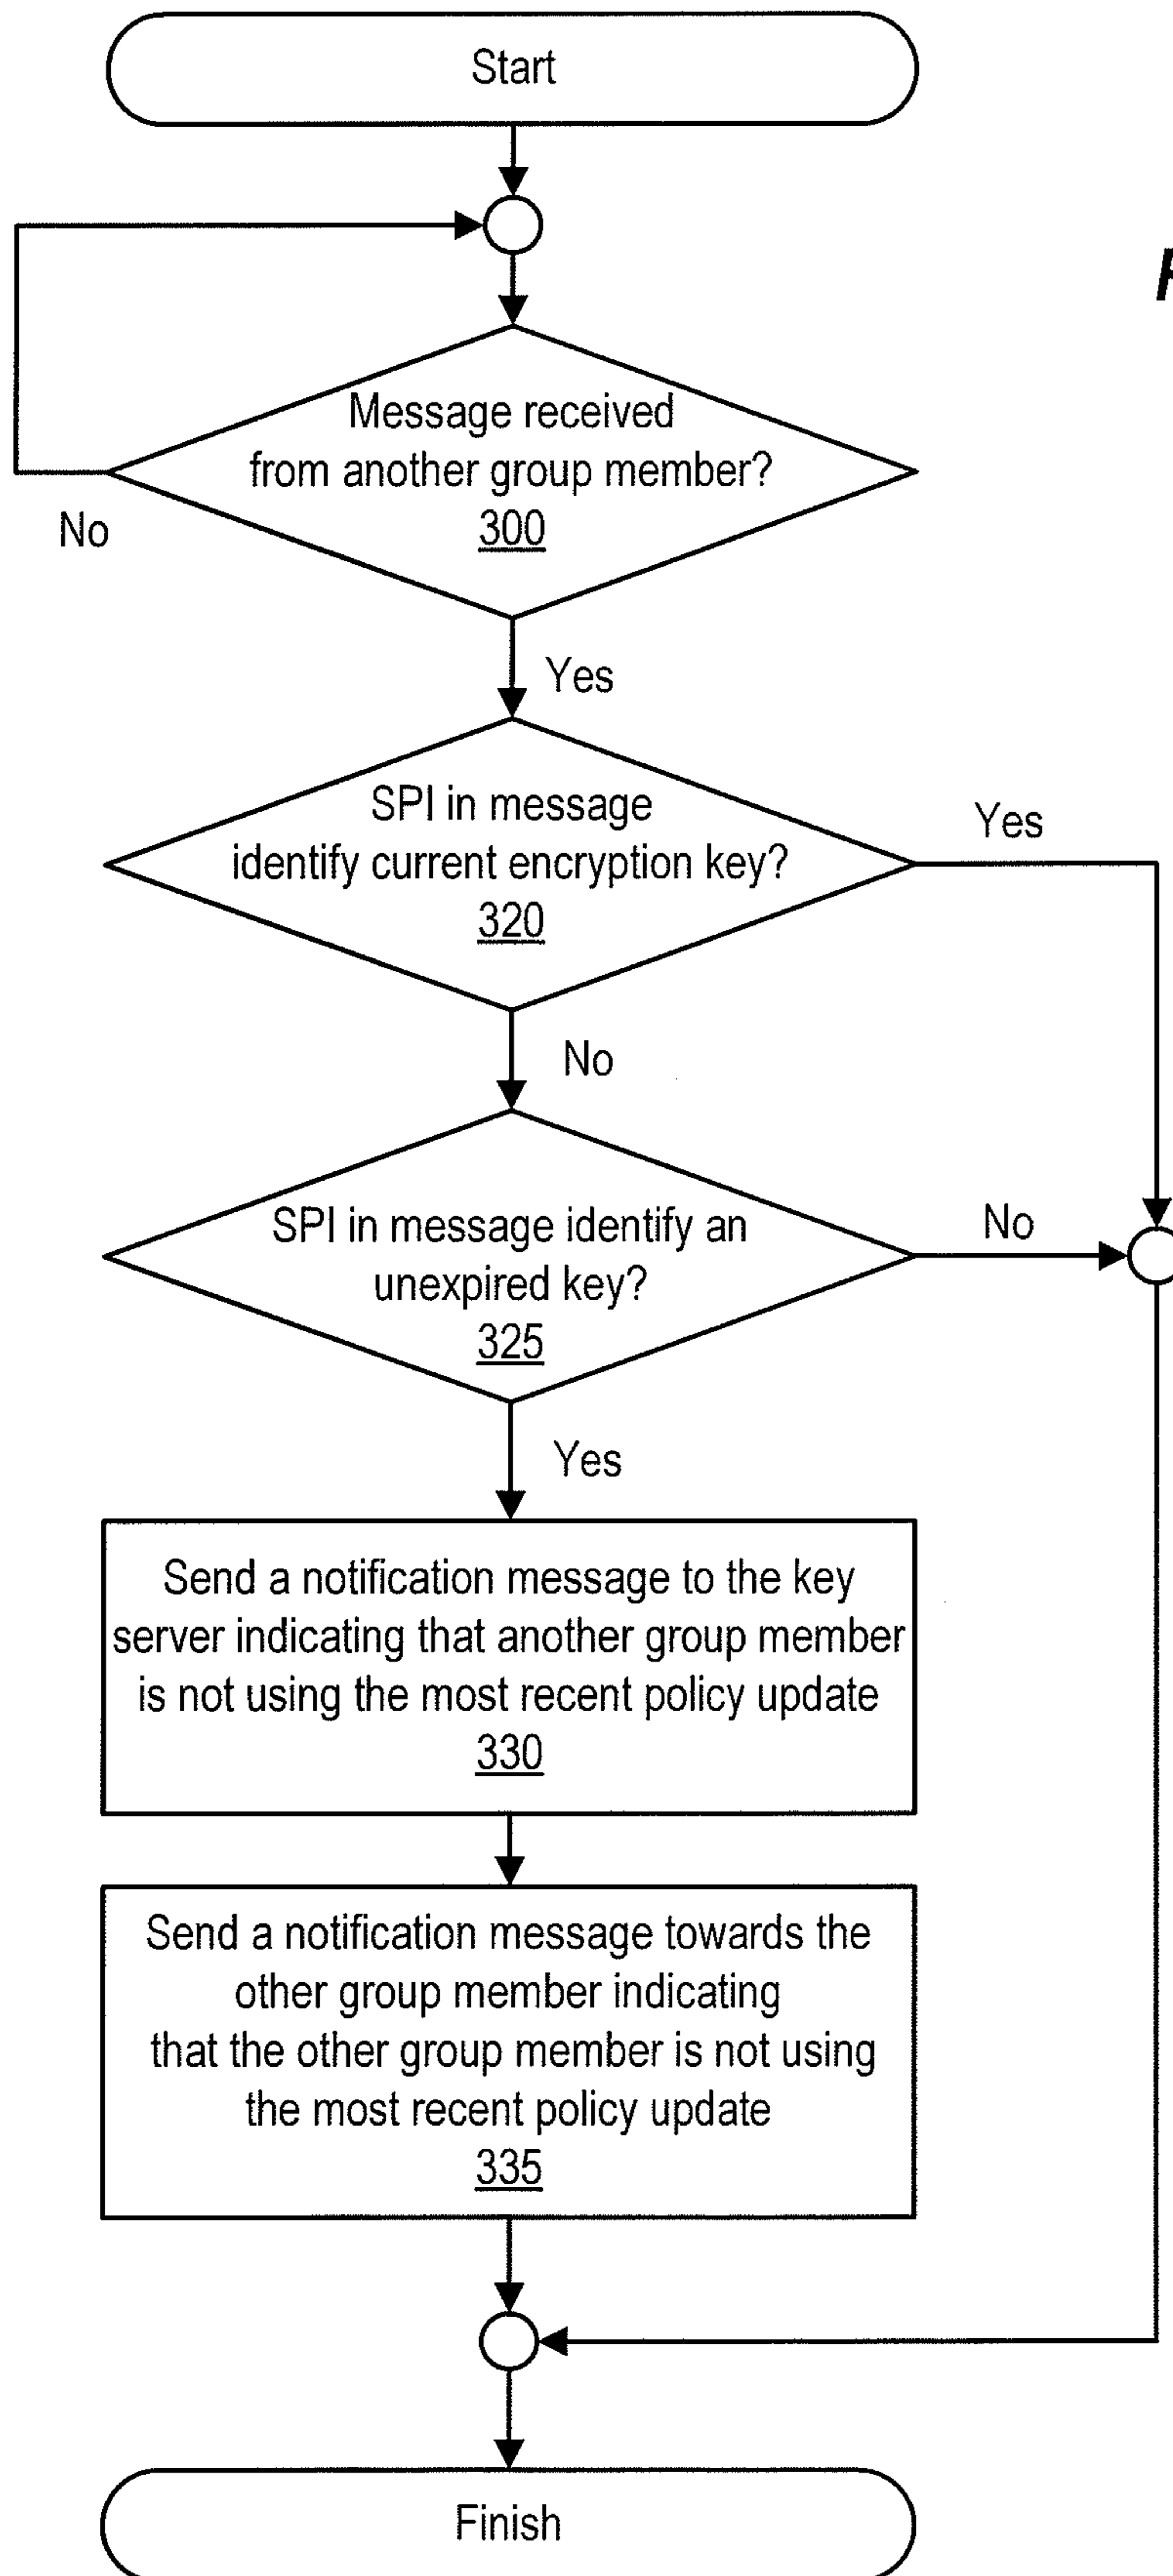 Start
Message received
from another group member?
300
No
Yes
SPI in message
identify current encryption key?
320
Yes
No
SPI in message identify an
unexpired key?
325
No
Yes
Send a notification message to the key
server indicating that another group member
is not using the most recent policy update
330
Send a notification message towards the
other group member indicating
that the other group member is not using
the most recent policy update
335
Finish